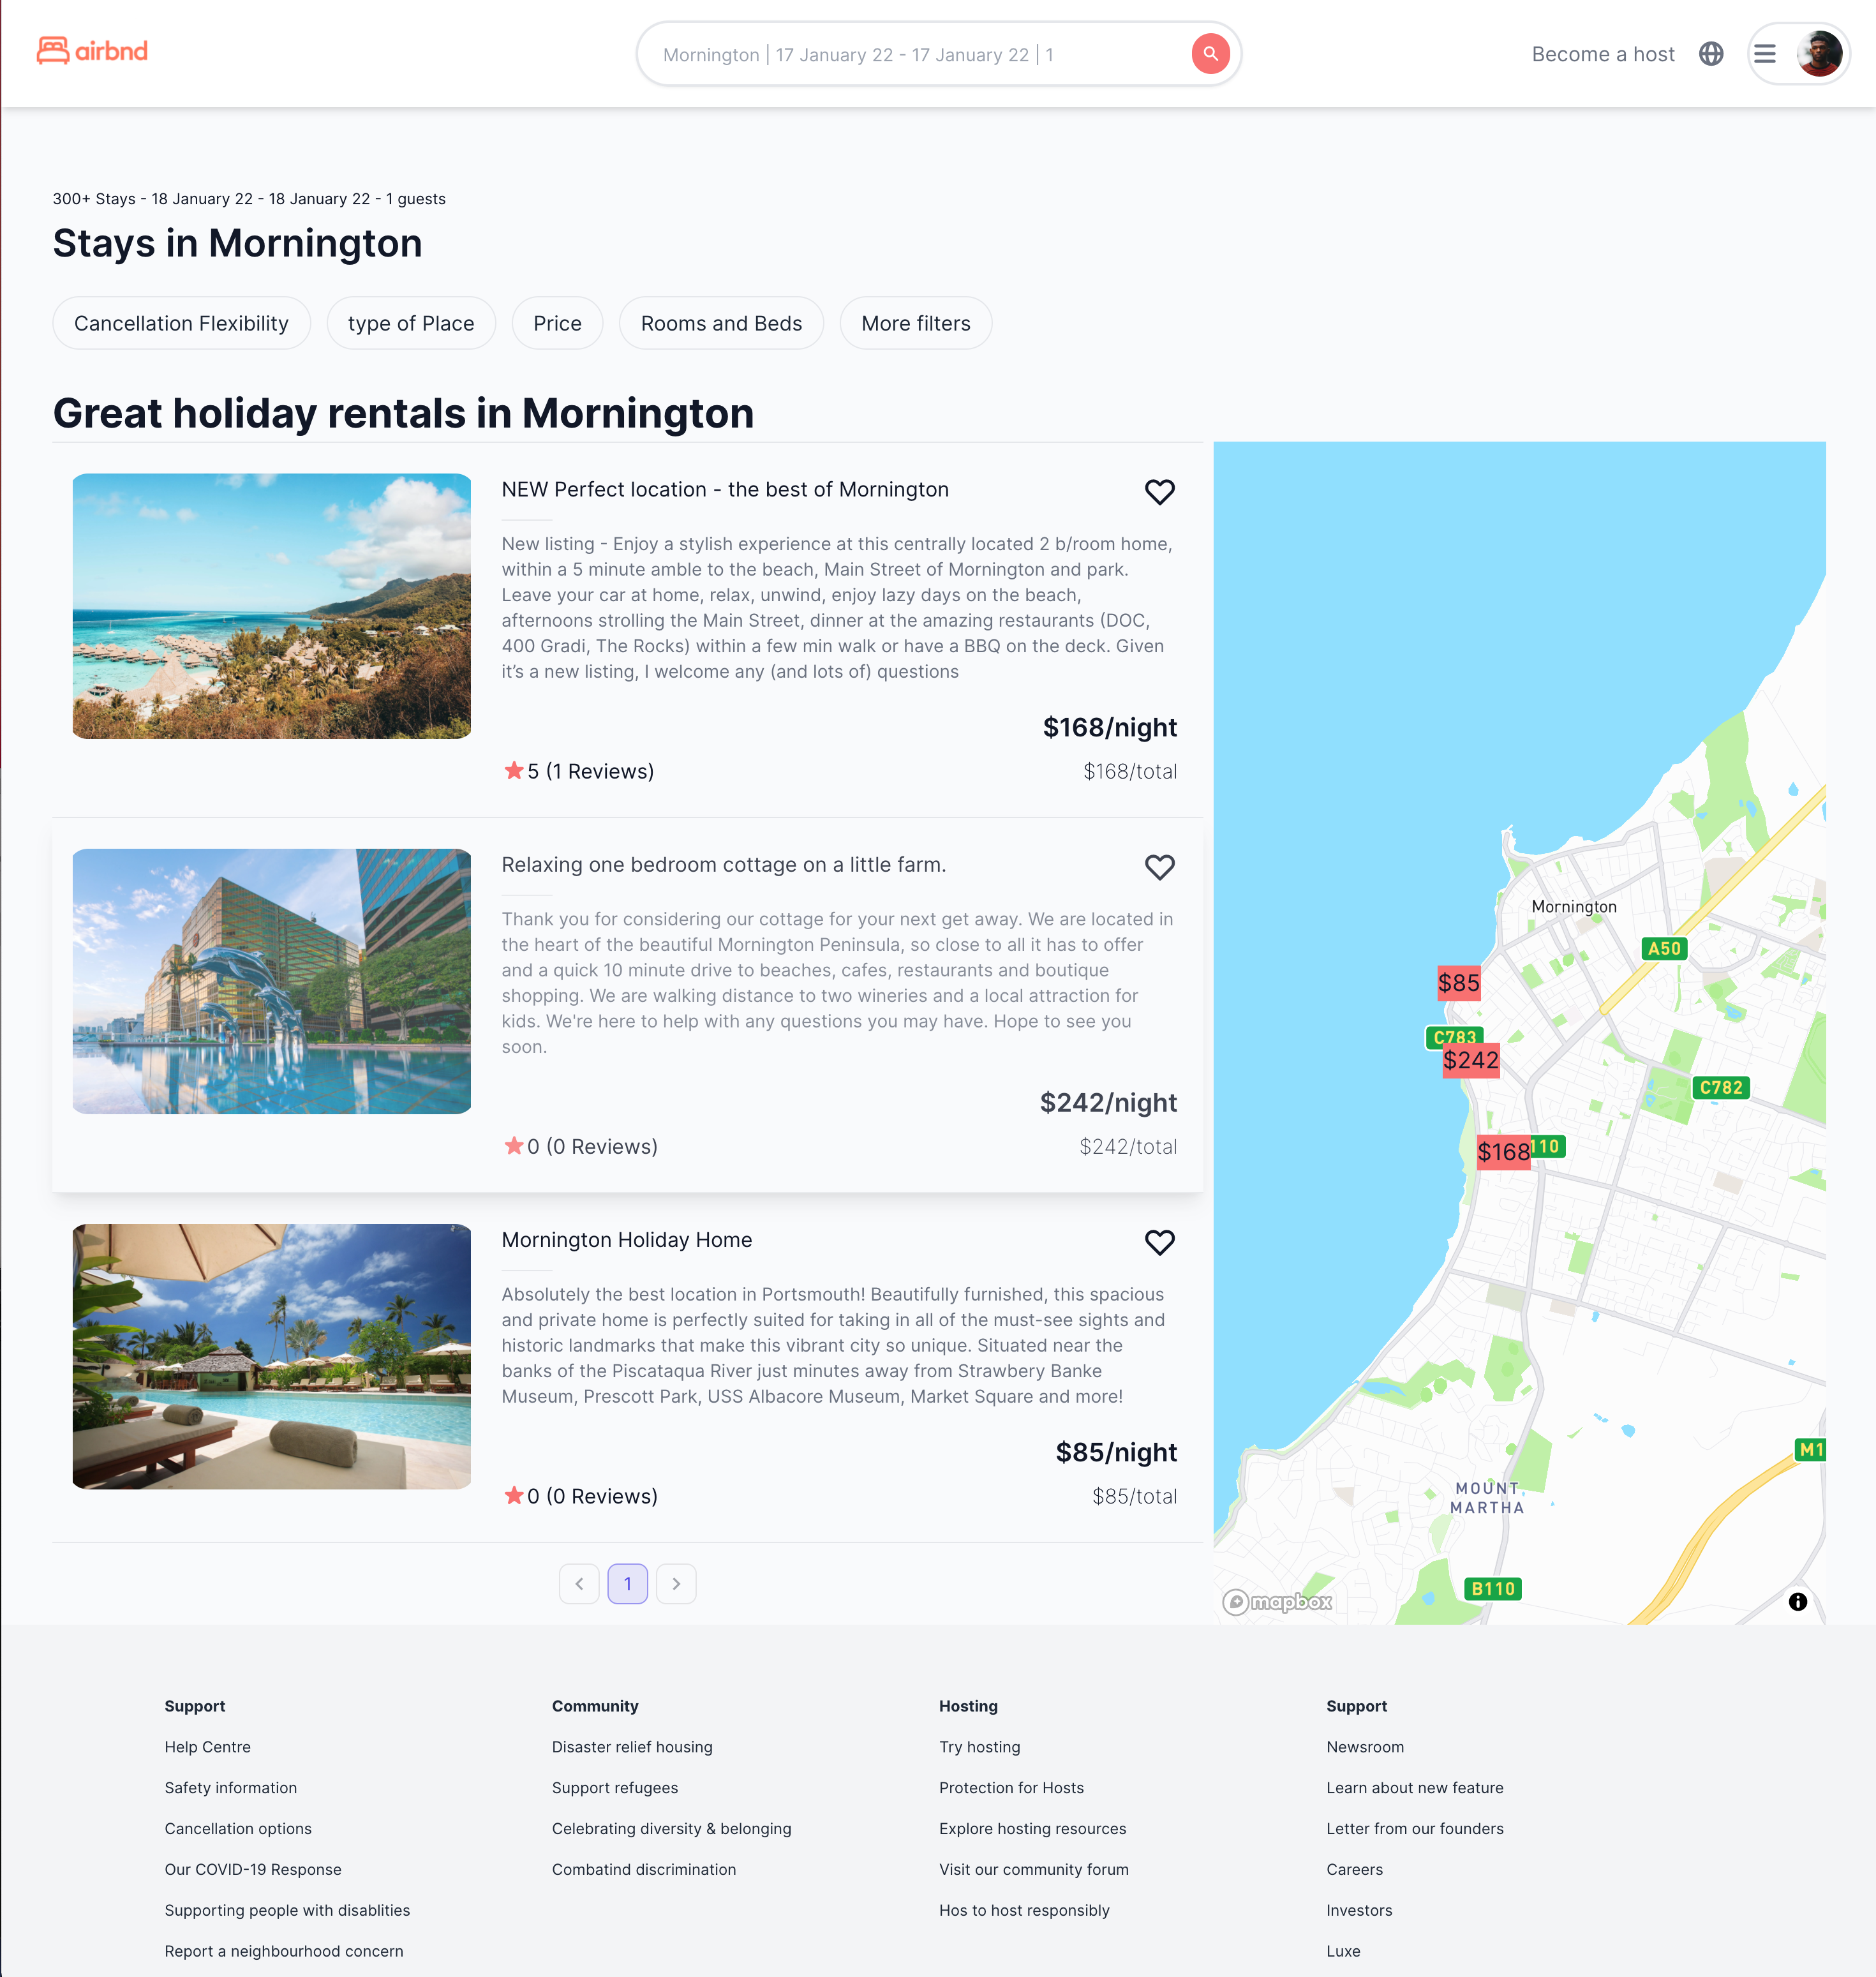 airbnd
Mornington | 17 January 22 - 17 January 22 | 1
Become a host
300+ Stays - 18 January 22 - 18 January 22 - 1 guests
Stays in Mornington
Cancellation Flexibility
type of Place
Price
Rooms and Beds
More filters
Great holiday rentals in Mornington
NEW Perfect location - the best of Mornington
New listing - Enjoy a stylish experience at this centrally located 2 b/room home,
within a 5 minute amble to the beach, Main Street of Mornington and park.
Leave your car at home, relax, unwind, enjoy lazy days on the beach,
afternoons strolling the Main Street, dinner at the amazing restaurants (DOC,
400 Gradi, The Rocks) within a few min walk or have a BBQ on the deck. Given
it's a new listing, I welcome any (and lots of) questions
$168/night
5 (1 Reviews)
$168/total
Relaxing one bedroom cottage on a little farm.
Thank you for considering our cottage for your next get away. We are located in
the heart of the beautiful Mornington Peninsula, so close to all it has to offer
and a quick 10 minute drive to beaches, cafes, restaurants and boutique
shopping. We are walking distance to two wineries and a local attraction for
kids. We're here to help with any questions you may have. Hope to see you
soon.
$242/night
0 (0 Reviews)
$242/total
Mornington Holiday Home
Absolutely the best location in Portsmouth! Beautifully furnished, this spacious
and private home is perfectly suited for taking in all of the must-see sights and
historic landmarks that make this vibrant city so unique. Situated near the
banks of the Piscataqua River just minutes away from Strawbery Banke
Museum, Prescott Park, USS Albacore Museum, Market Square and more!
$85/night
0 (0 Reviews)
$85/total
1
Mornington
A50
$85
C783
$242
C782
$168
110
M1
MOUNT
MARTHA
B110
mapbox
Support
Help Centre
Safety information
Cancellation options
Our COVID-19 Response
Supporting people with disablities
Report a neighbourhood concern
Community
Disaster relief housing
Support refugees
Celebrating diversity & belonging
Combatind discrimination
Hosting
Try hosting
Protection for Hosts
Explore hosting resources
Visit our community forum
Hos to host responsibly
Support
Newsroom
Learn about new feature
Letter from our founders
Careers
Investors
Luxe